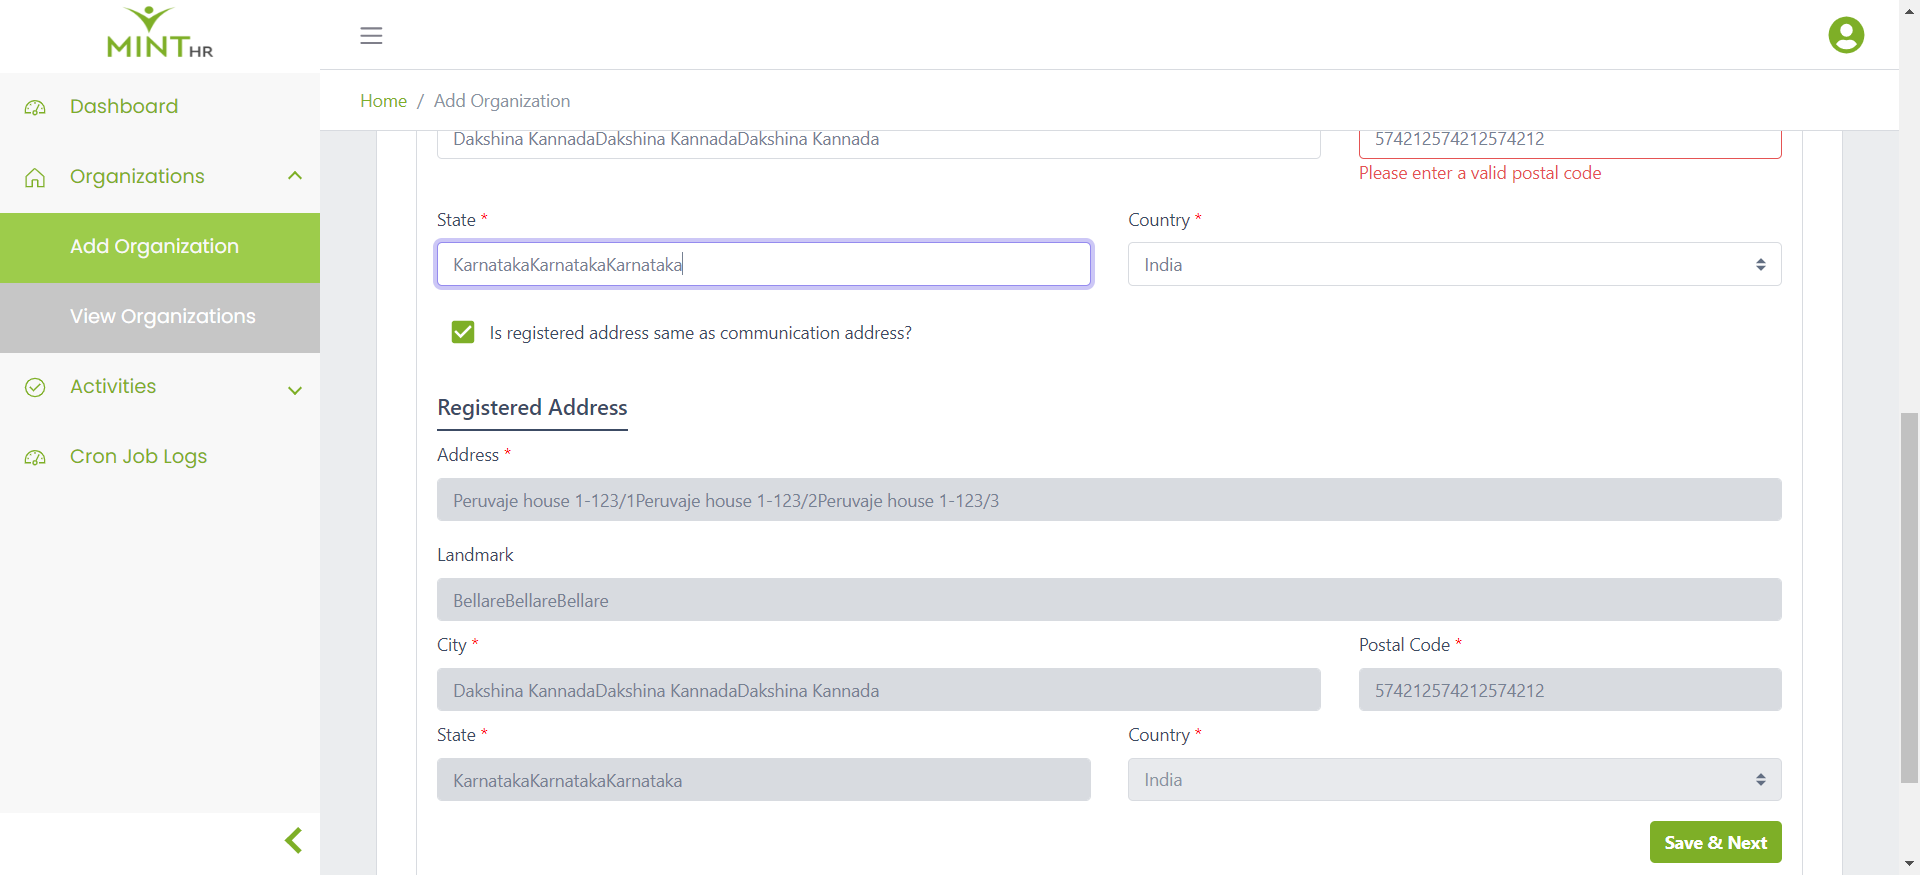 MINT HR
Dashboard
Organizations
Add Organization
View Organizations
Activities
Cron Job Logs
Home / Add Organization
Dakshina KannadaDakshina KannadaDakshina Kannada
574212574212574212
Please enter a valid postal code
State *
Country *
KarnatakaKarnatakaKarnataka
India
Is registered address same as communication address?
Registered Address
Address *
Peruvaje house 1-123/1Peruvaje house 1-123/2Peruvaje house 1-123/3
Landmark
BellareBellareBellare
City *
Postal Code *
Dakshina KannadaDakshina KannadaDakshina Kannada
574212574212574212
State *
Country *
KarnatakaKarnatakaKarnataka
India
Save & Next